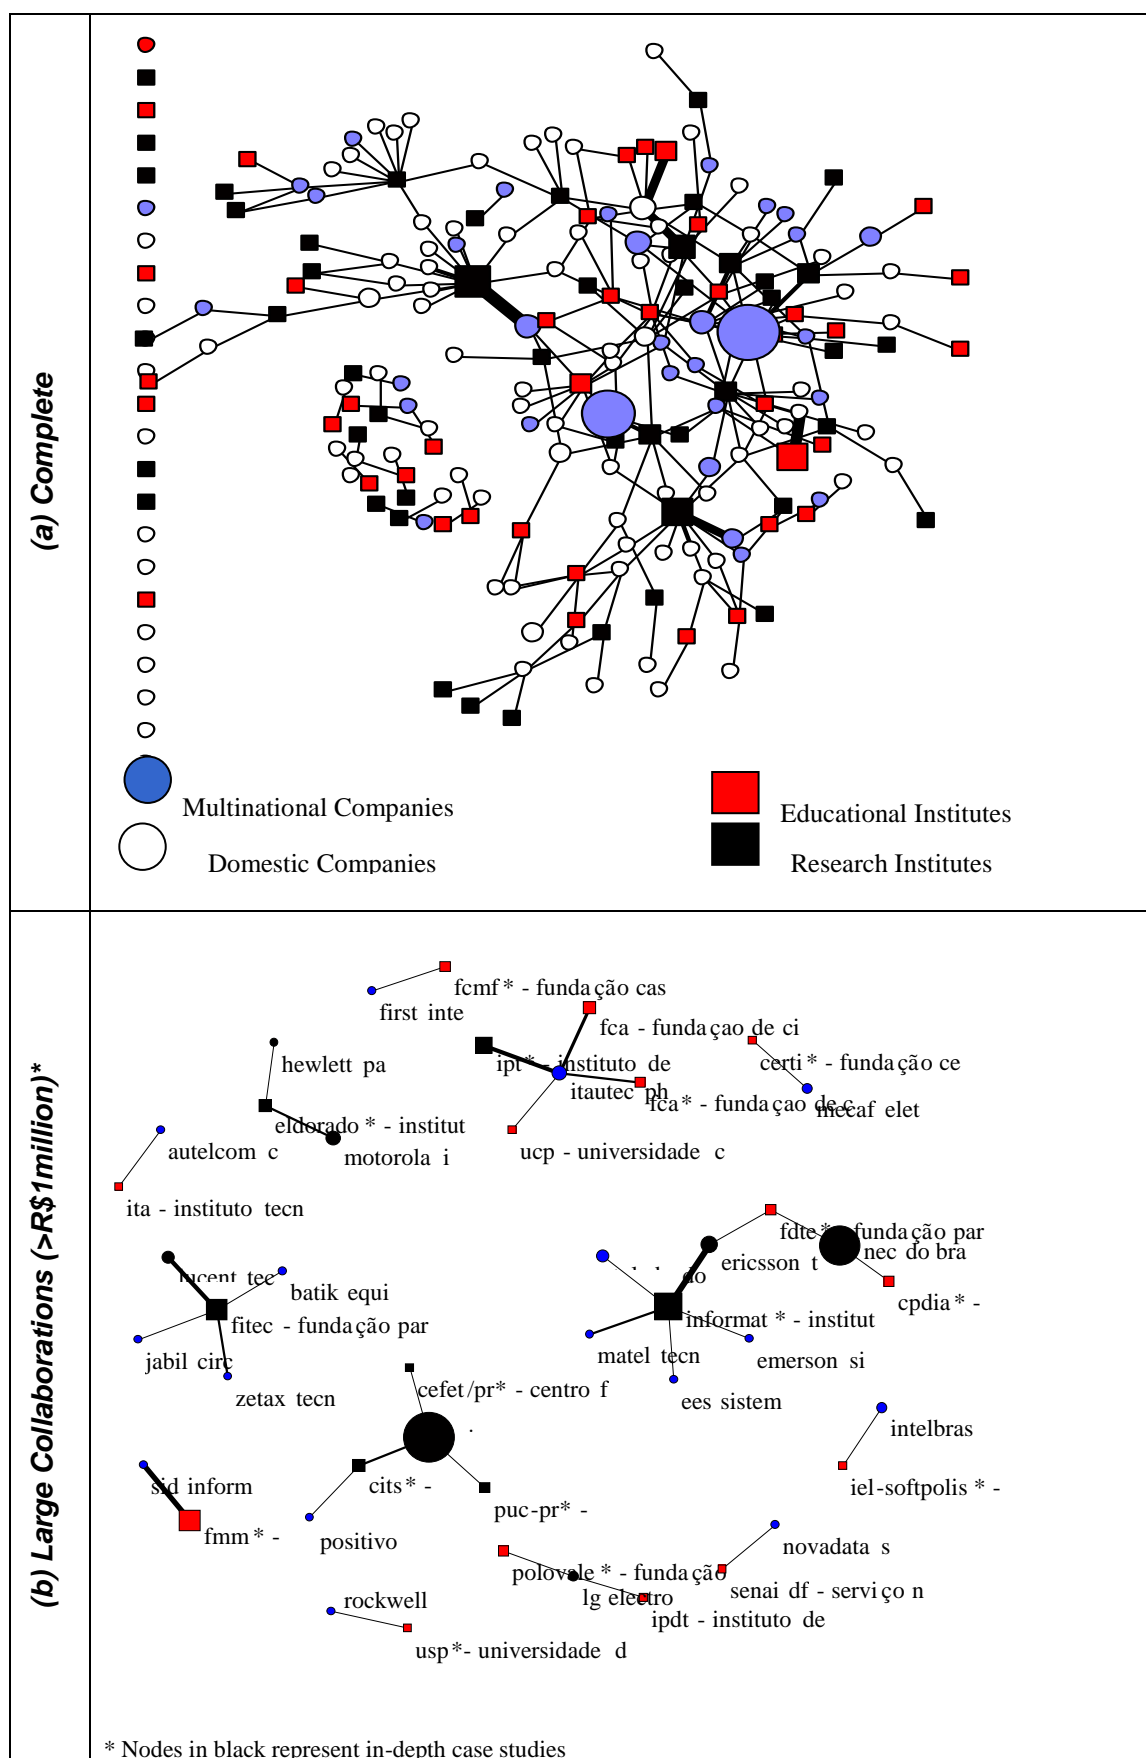 (a) Complete
Multinational Companies
Educational Institutes
Domestic Companies
Research Institutes
(b) Large Collaborations (>R$1million)*
fcmf * - fundação cas
first inte
fca - fundaçao de ci
hewlett pa
ipt * - instituto de
certi * - fundação ce
itautec ph
fca * - fundaçao de c
mecaf elet
eldorado * - institut
autelcom c
motorola i
ucp - universidade c
ita - instituto tecn
fdte * - fundação par
nec do bra
ericsson t
lucent tec
do
batik equi
cpdia * -
informat * - institut
fitec - fundação par
jabil circ
matel tecn
emerson si
zetax tecn
cefet/pr* - centro f
ees sistem
intelbras
sid inform
cits* -
iel-softpolis * -
puc-pr* -
fmm * -
positivo
novadata s
polovale * - fundação
senai df - serviço n
lg electro
rockwell
ipdt - instituto de
usp*- universidade d
* Nodes in black represent in-depth case studies